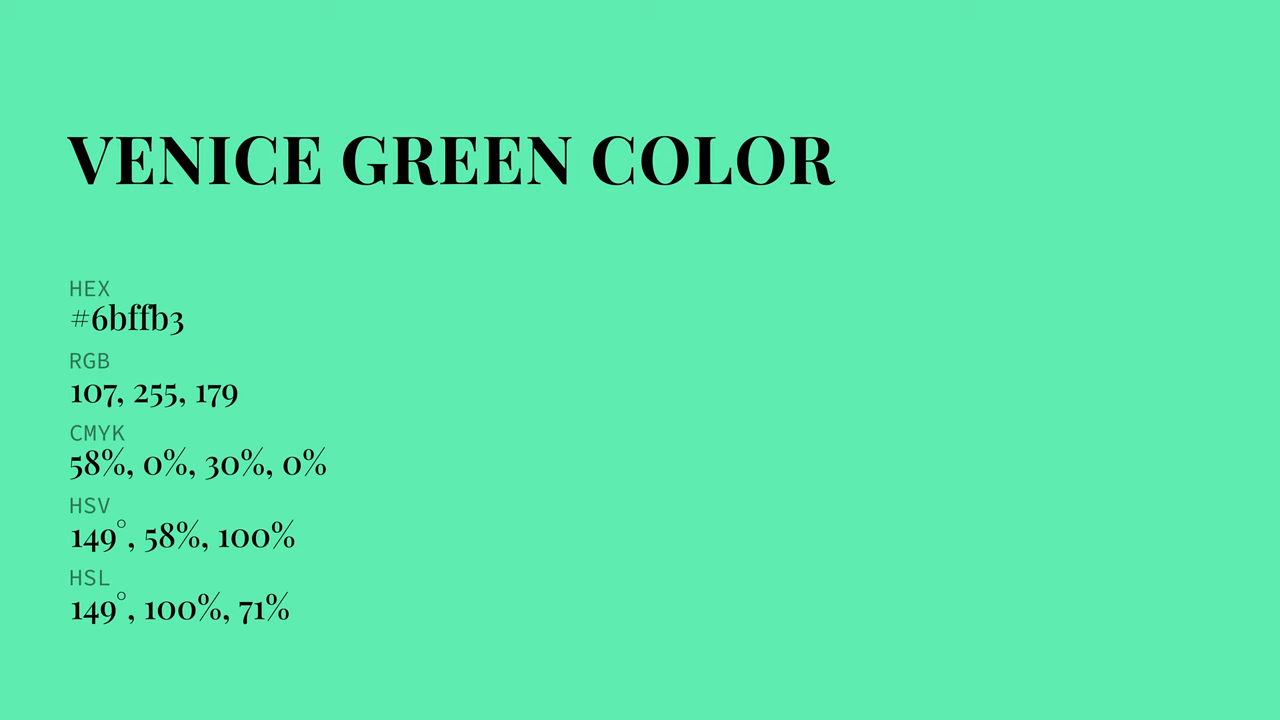 VENICE GREEN COLOR
HEX
#6bffb3
RGB
107, 255, 179
CMYK
58%, 0%, 30%, 0%
HSV
149°, 58%, 100%
HSL
149°, 100%, 71%